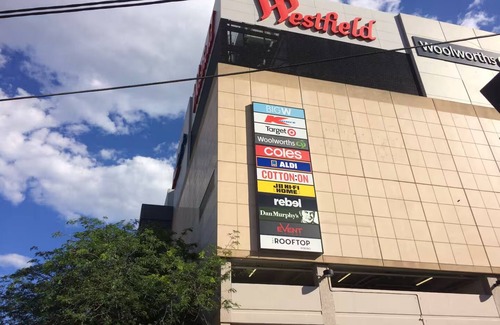 Westfield
Woolworths
BIG W
Kmart
Target
Woolworths
coles
ALDI
COTTON:ON
JB HI-FI
HOME
rebel
Dan Murphy's
EVENT
ROOFTOP